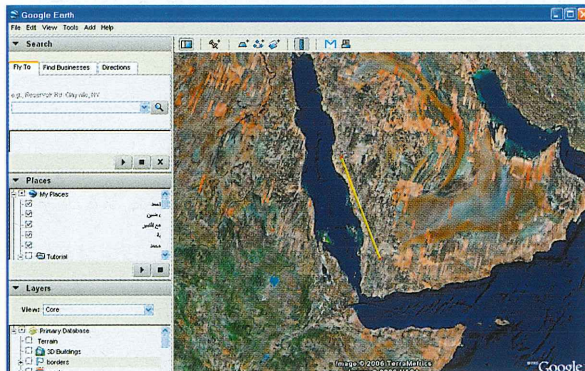 Google Earth
File Edit View Tools Add Help
Search
Fly To Find Businesses Directions
e.g.,
Places
My Places
محمد
Tutorial
Layers
View: Core
Primary Database
Terrain
3D Buildings
borders
Image © 2006 TerraMetrics
Google